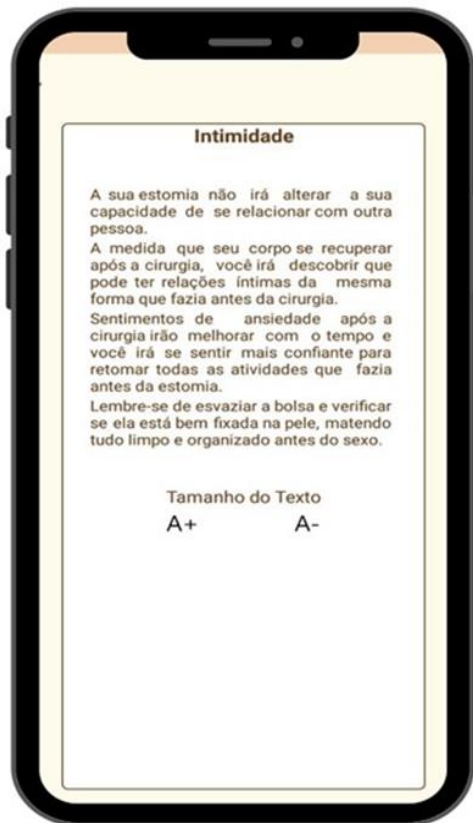 Intimidade
A sua estomia não irá alterar a sua
capacidade de se relacionar com outra
pessoa.
A medida que seu corpo se recuperar
após a cirurgia, você irá descobrir que
pode ter relações íntimas da mesma
forma que fazia antes da cirurgia.
Sentimentos de ansiedade após a
cirurgia irão melhorar com o tempo e
você irá se sentir mais confiante para
retomar todas as atividades que fazia
antes da estomia.
Lembre-se de esvaziar a bolsa e verificar
se ela está bem fixada na pele, matendo
tudo limpo e organizado antes do sexo.
Tamanho do Texto
A+ A-